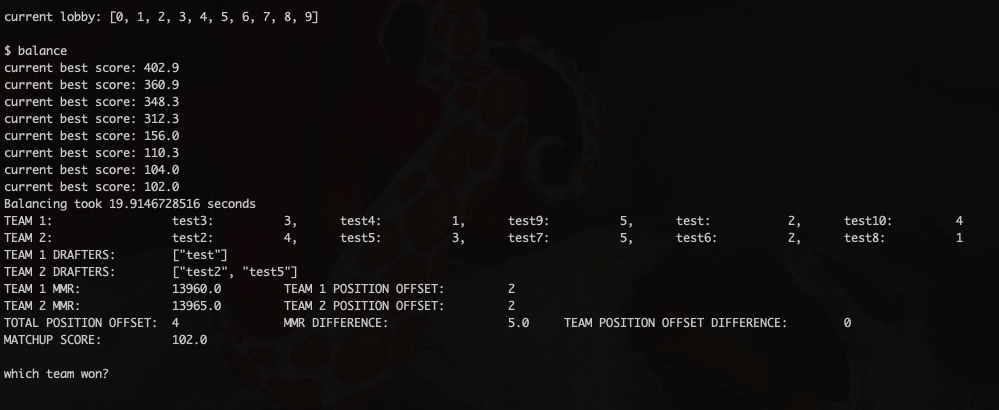 current lobby: [0, 1, 2, 3, 4, 5, 6, 7, 8, 9]
$ balance
current best score: 402.9
current best score: 360.9
current best score: 348.3
current best score: 312.3
current best score: 156.0
current best score: 110.3
current best score: 104.0
current best score: 102.0
Balancing took 19.9146728516 seconds
TEAM 1: test3: 3, test4: 1, test9: 5, test: 2, test10: 4
TEAM 2: test2: 4, test5: 3, test7: 5, test6: 2, test8: 1
TEAM 1 DRAFTERS: ["test"]
TEAM 2 DRAFTERS: ["test2", "test5"]
TEAM 1 MMR: 13960.0 TEAM 1 POSITION OFFSET: 2
TEAM 2 MMR: 13965.0 TEAM 2 POSITION OFFSET: 2
TOTAL POSITION OFFSET: 4 MMR DIFFERENCE: 5.0 TEAM POSITION OFFSET DIFFERENCE: 0
MATCHUP SCORE: 102.0
which team won?